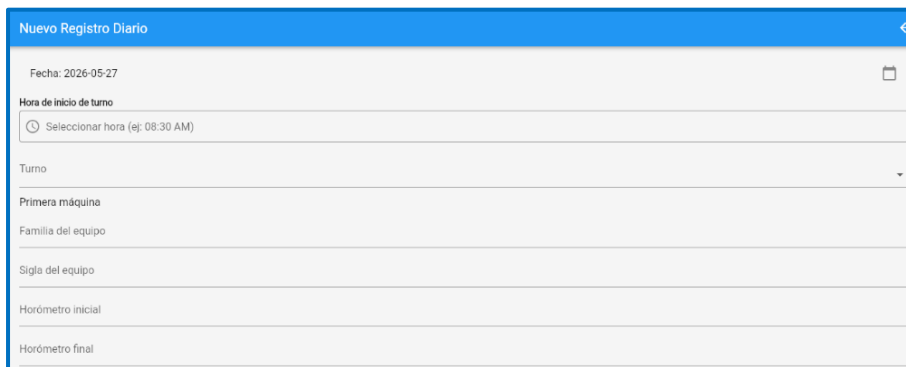 Nuevo Registro Diario
Fecha: 2026-05-27
Hora de inicio de turno
Seleccionar hora (ej: 08:30 AM)
Turno
Primera máquina
Familia del equipo
Sigla del equipo
Horómetro inicial
Horómetro final